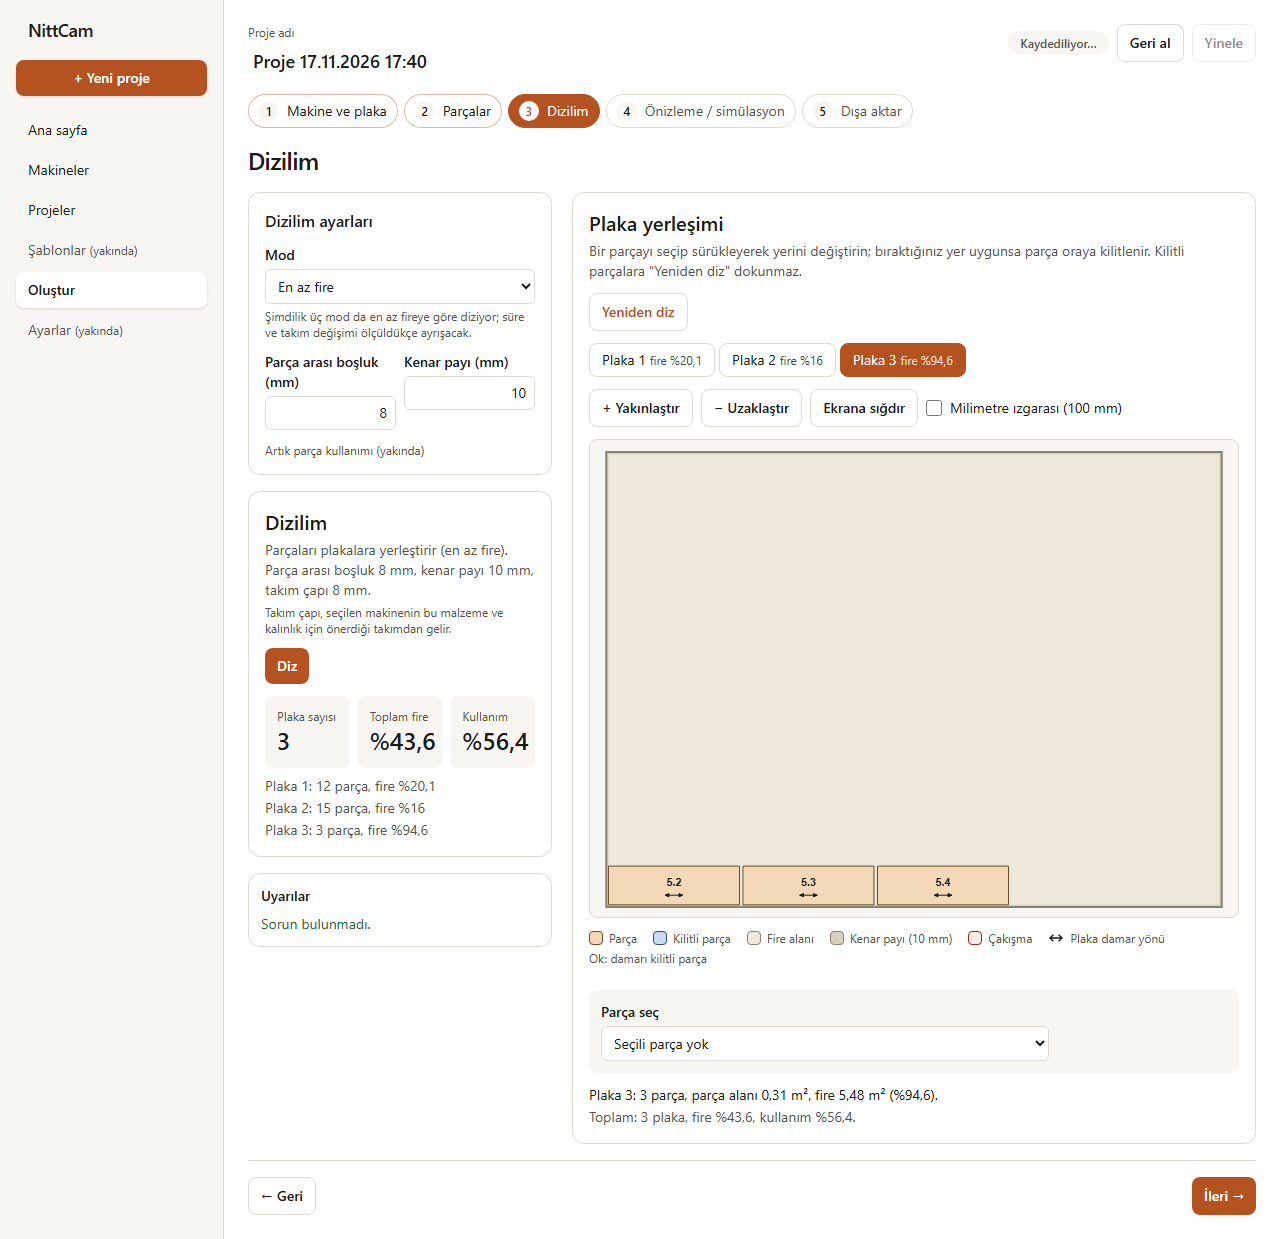 NittCam
+ Yeni proje
Ana sayfa
Makineler
Projeler
Şablonlar (yakında)
Oluştur
Ayarlar (yakında)
Proje adı
Proje 17.11.2026 17:40
Kaydediliyor...
Geri al
Yinele
1 Makine ve plaka
2 Parçalar
3 Dizilim
4 Önizleme / simülasyon
5 Dışa aktar
Dizilim
Dizilim ayarları
Mod
En az fire
Şimdilik üç mod da en az fireye göre diziyor; süre
ve takım değişimi ölçüldükçe ayrışacak.
Parça arası boşluk
(mm)
8
Kenar payı (mm)
10
Artık parça kullanımı (yakında)
Dizilim
Parçaları plakalara yerleştirir (en az fire).
Parça arası boşluk 8 mm, kenar payı 10 mm,
takım çapı 8 mm.
Takım çapı, seçilen makinenin bu malzeme ve
kalınlık için önerdiği takımdan gelir.
Diz
Plaka sayısı
3
Toplam fire
%43,6
Kullanım
%56,4
Plaka 1: 12 parça, fire %20,1
Plaka 2: 15 parça, fire %16
Plaka 3: 3 parça, fire %94,6
Uyarılar
Sorun bulunmadı.
Plaka yerleşimi
Bir parçayı seçip sürükleyerek yerini değiştirin; bıraktığınız yer uygunsa parça oraya kilitlenir. Kilitli
parçalara "Yeniden diz" dokunmaz.
Yeniden diz
Plaka 1 fire %20,1
Plaka 2 fire %16
Plaka 3 fire %94,6
+ Yakınlaştır
− Uzaklaştır
Ekrana sığdır
Milimetre ızgarası (100 mm)
5.2
5.3
5.4
Parça
Kilitli parça
Fire alanı
Kenar payı (10 mm)
Çakışma
↔ Plaka damar yönü
Ok: damarı kilitli parça
Parça seç
Seçili parça yok
Plaka 3: 3 parça, parça alanı 0,31 m², fire 5,48 m² (%94,6).
Toplam: 3 plaka, fire %43,6, kullanım %56,4.
← Geri
İleri →